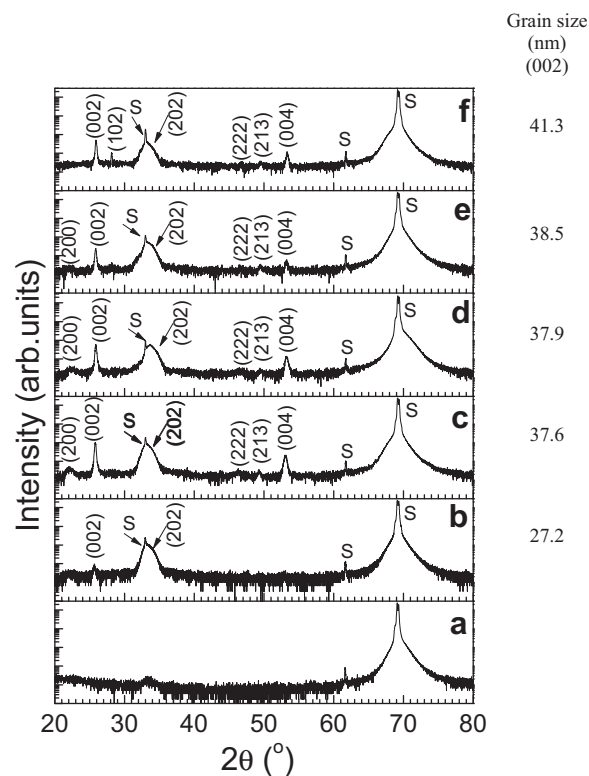 Grain size
(nm)
(002)
(002)
(102)
S
(202)
(222)
(213)
(004)
S
S
f
41.3
(200)
(002)
S
(202)
(222)
(213)
(004)
S
S
e
38.5
(200)
(002)
S
(202)
(222)
(213)
(004)
S
S
d
37.9
(200)
(002)
S
(202)
(222)
(213)
(004)
S
S
c
37.6
(002)
S
(202)
S
S
b
27.2
S
S
a
Intensity (arb.units)
20 30 40 50 60 70 80
2θ (°)